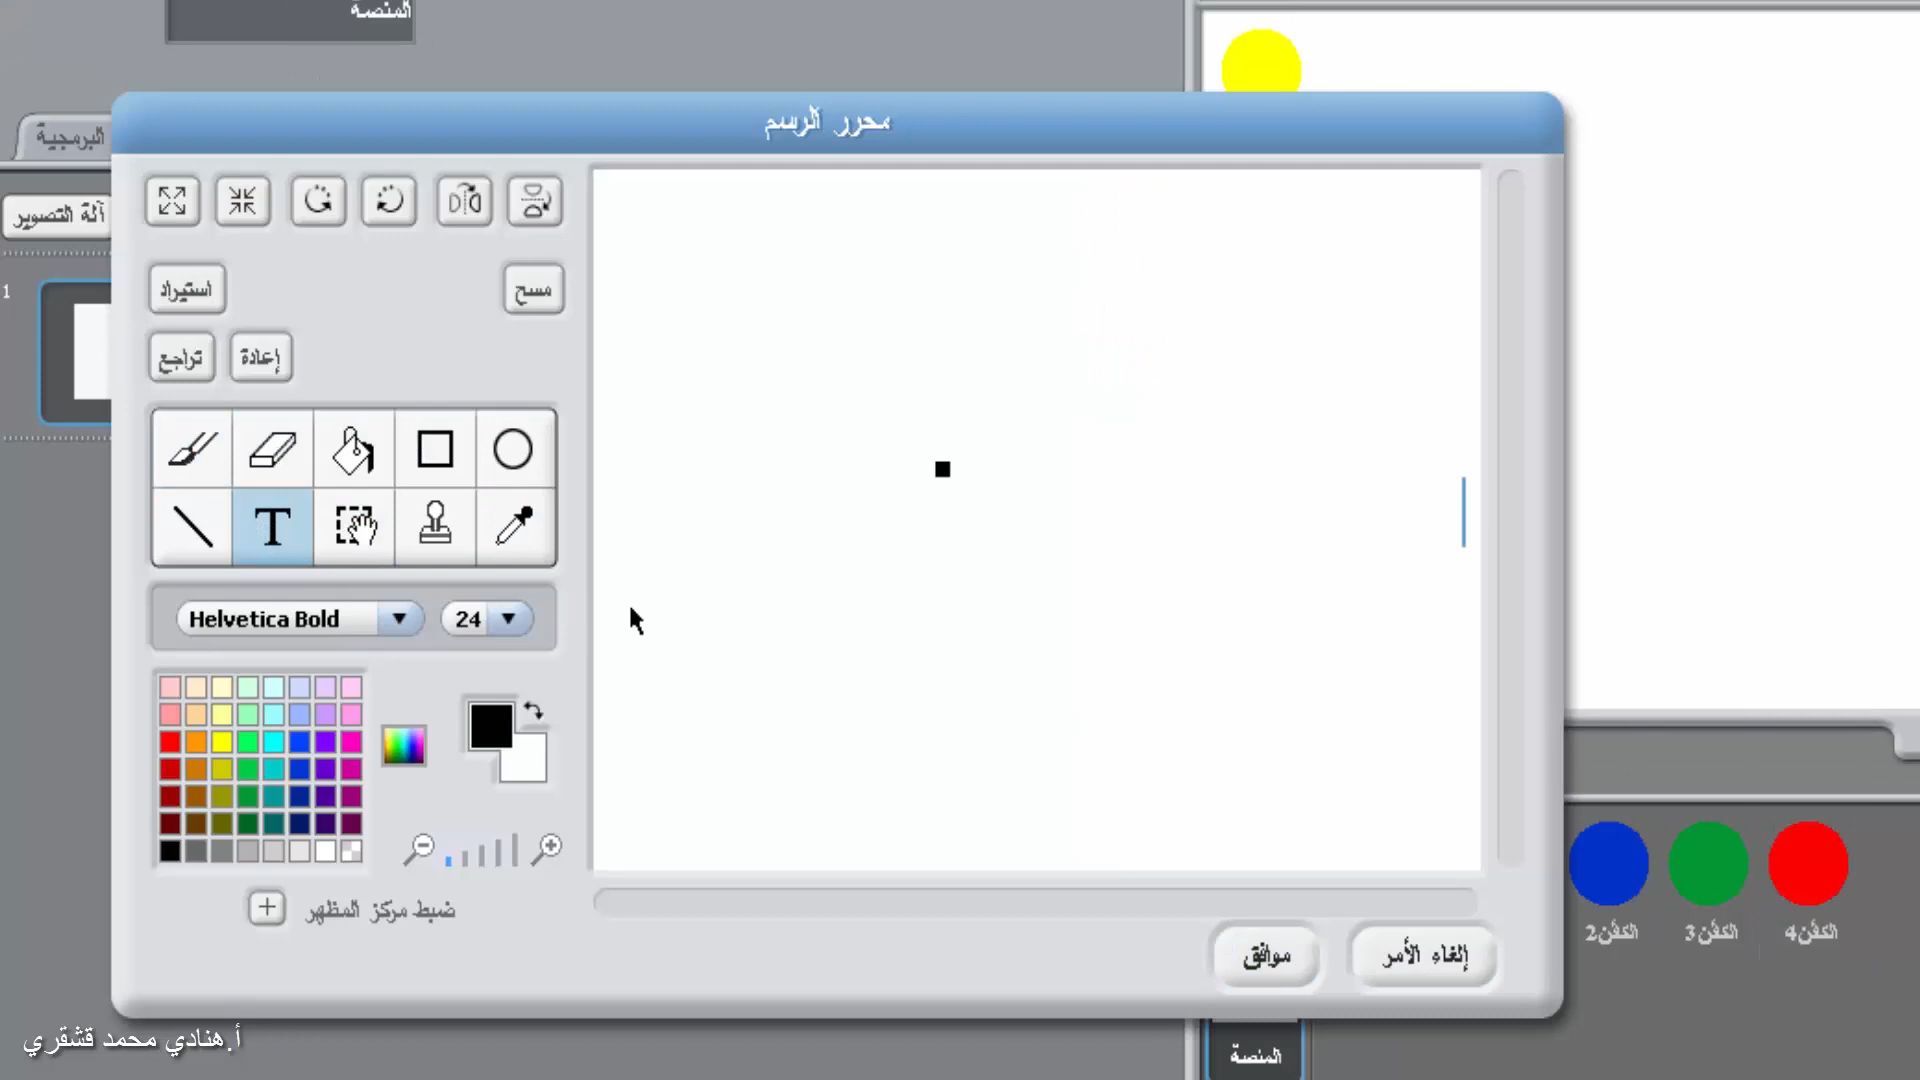 المنصة
محرر الرسم
البرمجية
آلة التصوير
استيراد
مسح
1
تراجع
إعادة
T
Helvetica Bold
24
ضبط مركز المظهر
موافق
إلغاء الأمر
الكائن2
الكائن3
الكائن4
أ.هنادي محمد قشقري
المنصة